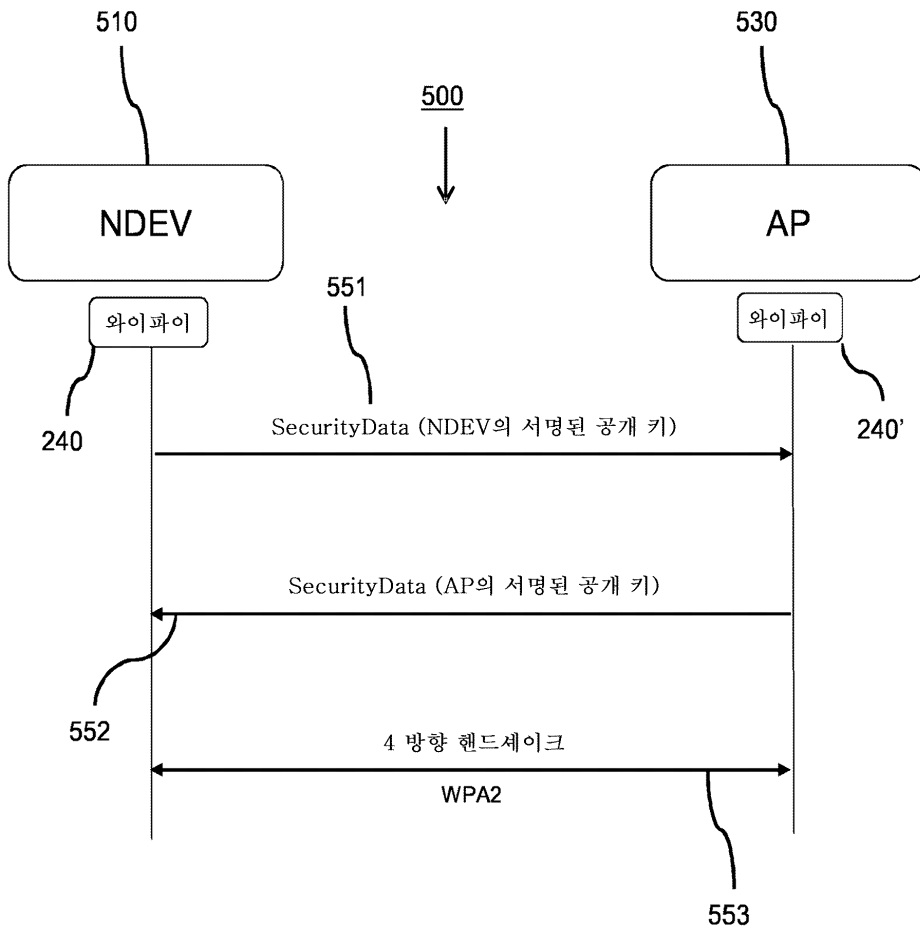 510
530
500
NDEV
AP
551
와이파이
와이파이
240
240'
SecurityData (NDEV의 서명된 공개 키)
SecurityData (AP의 서명된 공개 키)
552
4 방향 핸드셰이크
WPA2
553